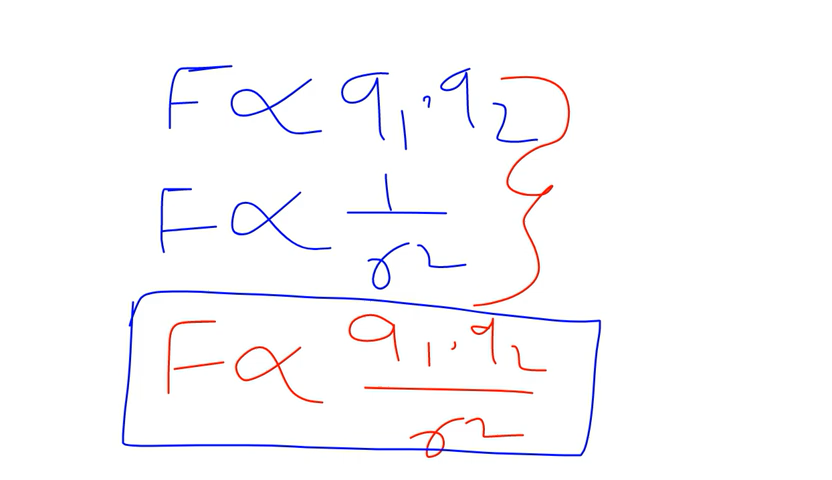 F ∝ q₁.q₂
F ∝ 1/r²
F ∝ q₁.q₂/r²